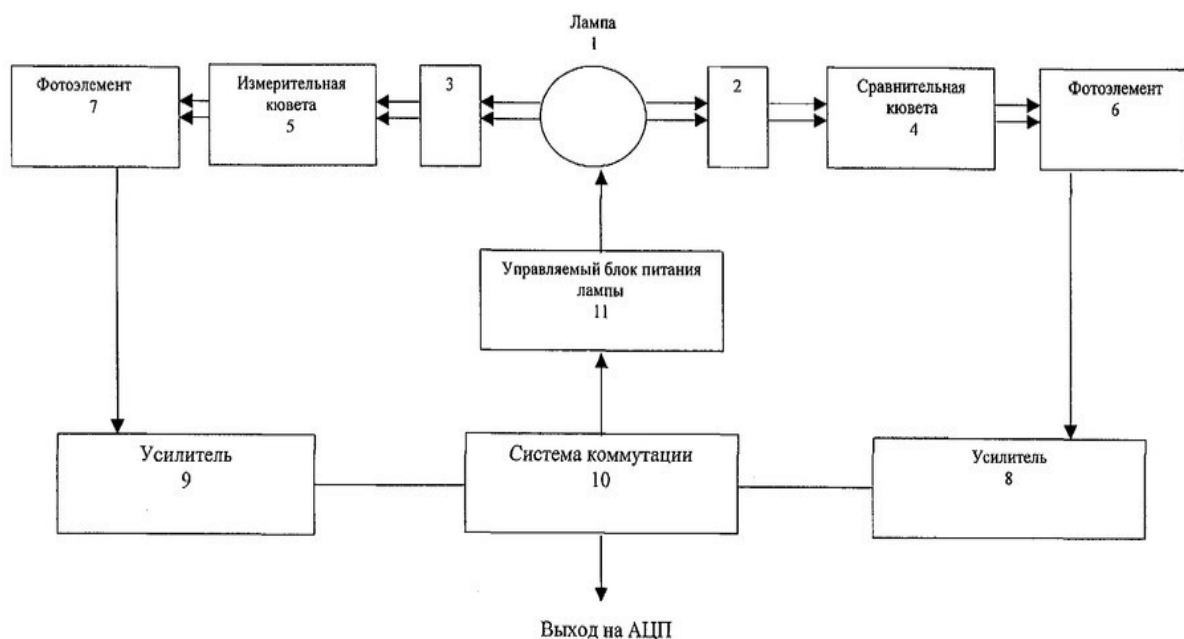 Лампа
1
Фотоэлемент
7
Измерительная
кювета
5
3
2
Сравнительная
кювета
4
Фотоэлемент
6
Управляемый блок питания
лампы
11
Усилитель
9
Система коммутации
10
Усилитель
8
Выход на АЦП